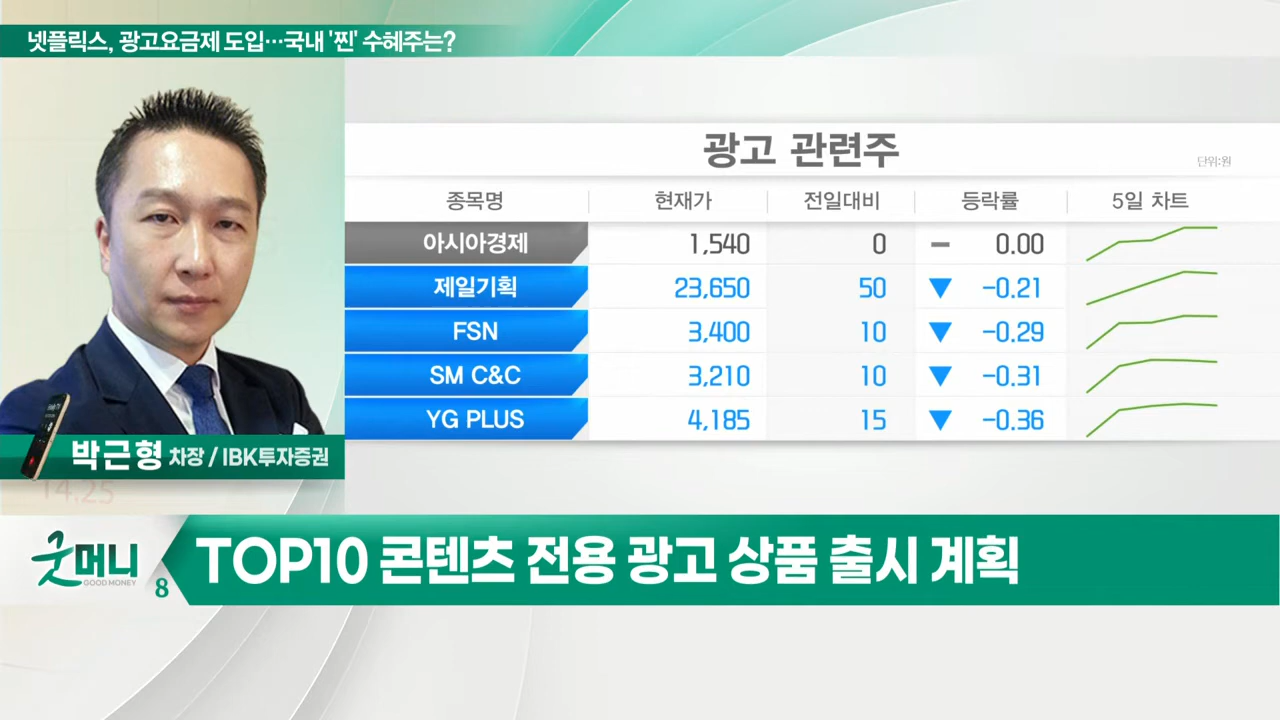 넷플릭스, 광고요금제 도입…국내 '찐' 수혜주는?
광고 관련주
단위:원
종목명 현재가 전일대비 등락률 5일 차트
아시아경제 1,540 0 – 0.00
제일기획 23,650 50 ▼ -0.21
FSN 3,400 10 ▼ -0.29
SM C&C 3,210 10 ▼ -0.31
YG PLUS 4,185 15 ▼ -0.36
박근형 차장 / IBK투자증권
14.25
굿머니
GOOD MONEY
8
TOP10 콘텐츠 전용 광고 상품 출시 계획